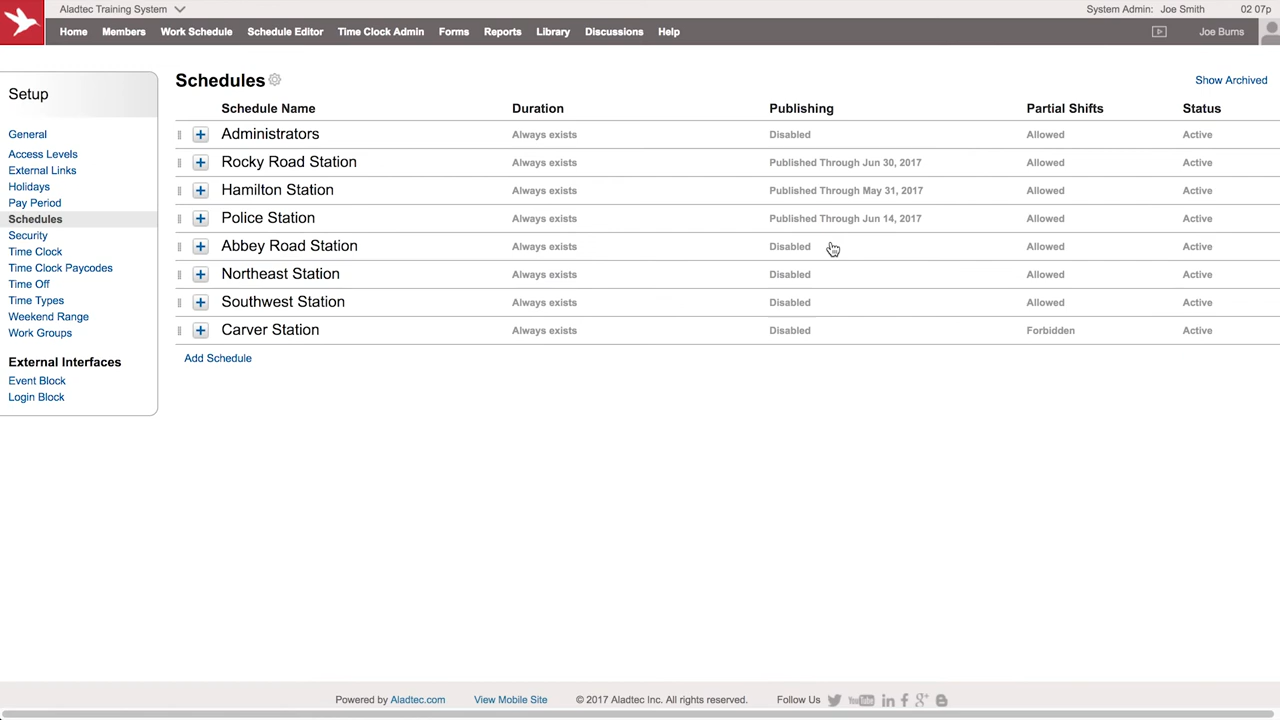 Aladtec Training System
System Admin: Joe Smith 02 07p
Home Members Work Schedule Schedule Editor Time Clock Admin Forms Reports Library Discussions Help Joe Burns
Setup
General
Access Levels
External Links
Holidays
Pay Period
Schedules
Security
Time Clock
Time Clock Paycodes
Time Off
Time Types
Weekend Range
Work Groups
External Interfaces
Event Block
Login Block
Schedules
Show Archived
Schedule Name Duration Publishing Partial Shifts Status
Administrators Always exists Disabled Allowed Active
Rocky Road Station Always exists Published Through Jun 30, 2017 Allowed Active
Hamilton Station Always exists Published Through May 31, 2017 Allowed Active
Police Station Always exists Published Through Jun 14, 2017 Allowed Active
Abbey Road Station Always exists Disabled Allowed Active
Northeast Station Always exists Disabled Allowed Active
Southwest Station Always exists Disabled Allowed Active
Carver Station Always exists Disabled Forbidden Active
Add Schedule
Powered by Aladtec.com View Mobile Site © 2017 Aladtec Inc. All rights reserved. Follow Us